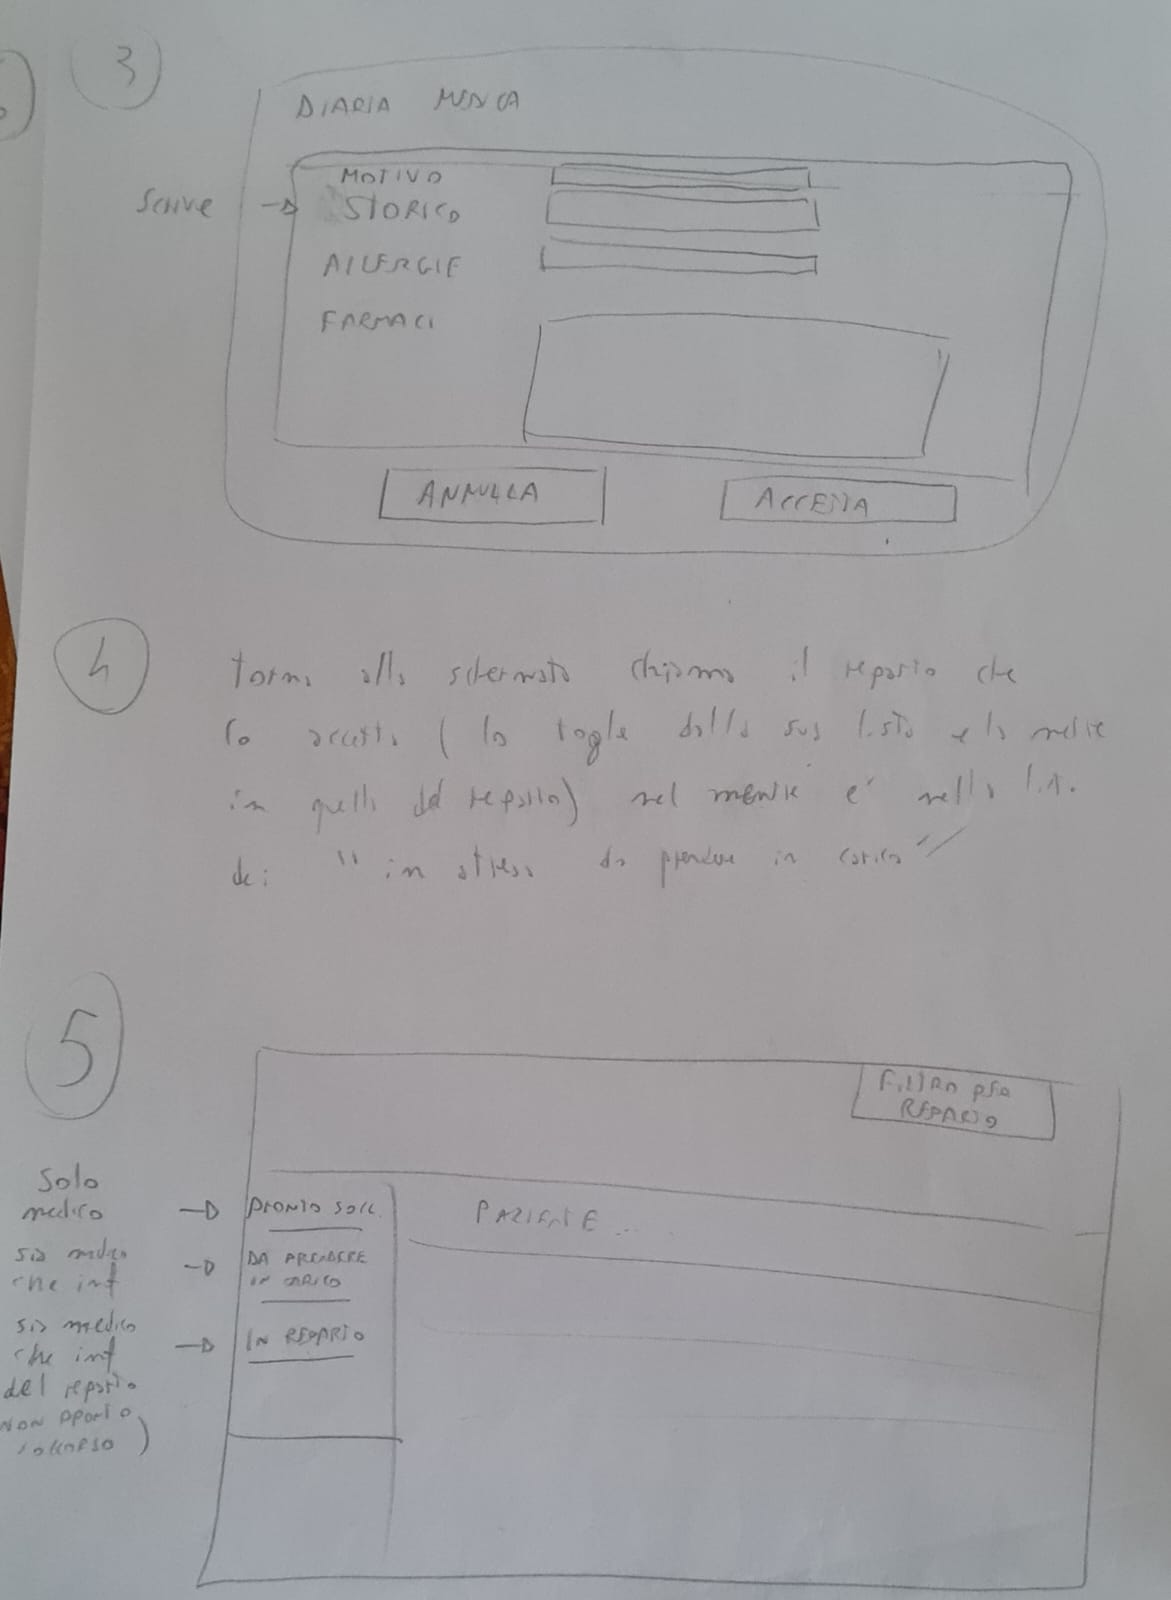 3
DIARIA MEDICA
MOTIVO
Scrive → STORICO
ALLERGIE
FARMACI
ANNULLA ACCETTA
4
torna alla schermata chiama il reparto che
lo accetta ( lo toglie dalla sua lista e lo mette
in quella del reparto) nel mentre e' nella list.
dei "in attesa da prendere in carico"
5
FILTRO PER
REPARTO
Solo
medico → PRONTO SOCC.
PAZIENTE...
sia medico
che inf → DA PRENDERE
IN CARICO
sia medico
che inf → IN REPARTO
del reparto
NON PRONTO
SOCCORSO)